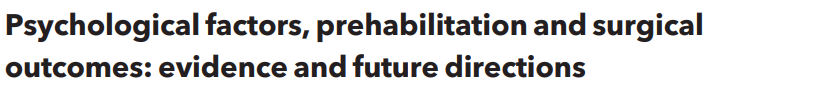 Psychological factors, prehabilitation and surgical
outcomes: evidence and future directions